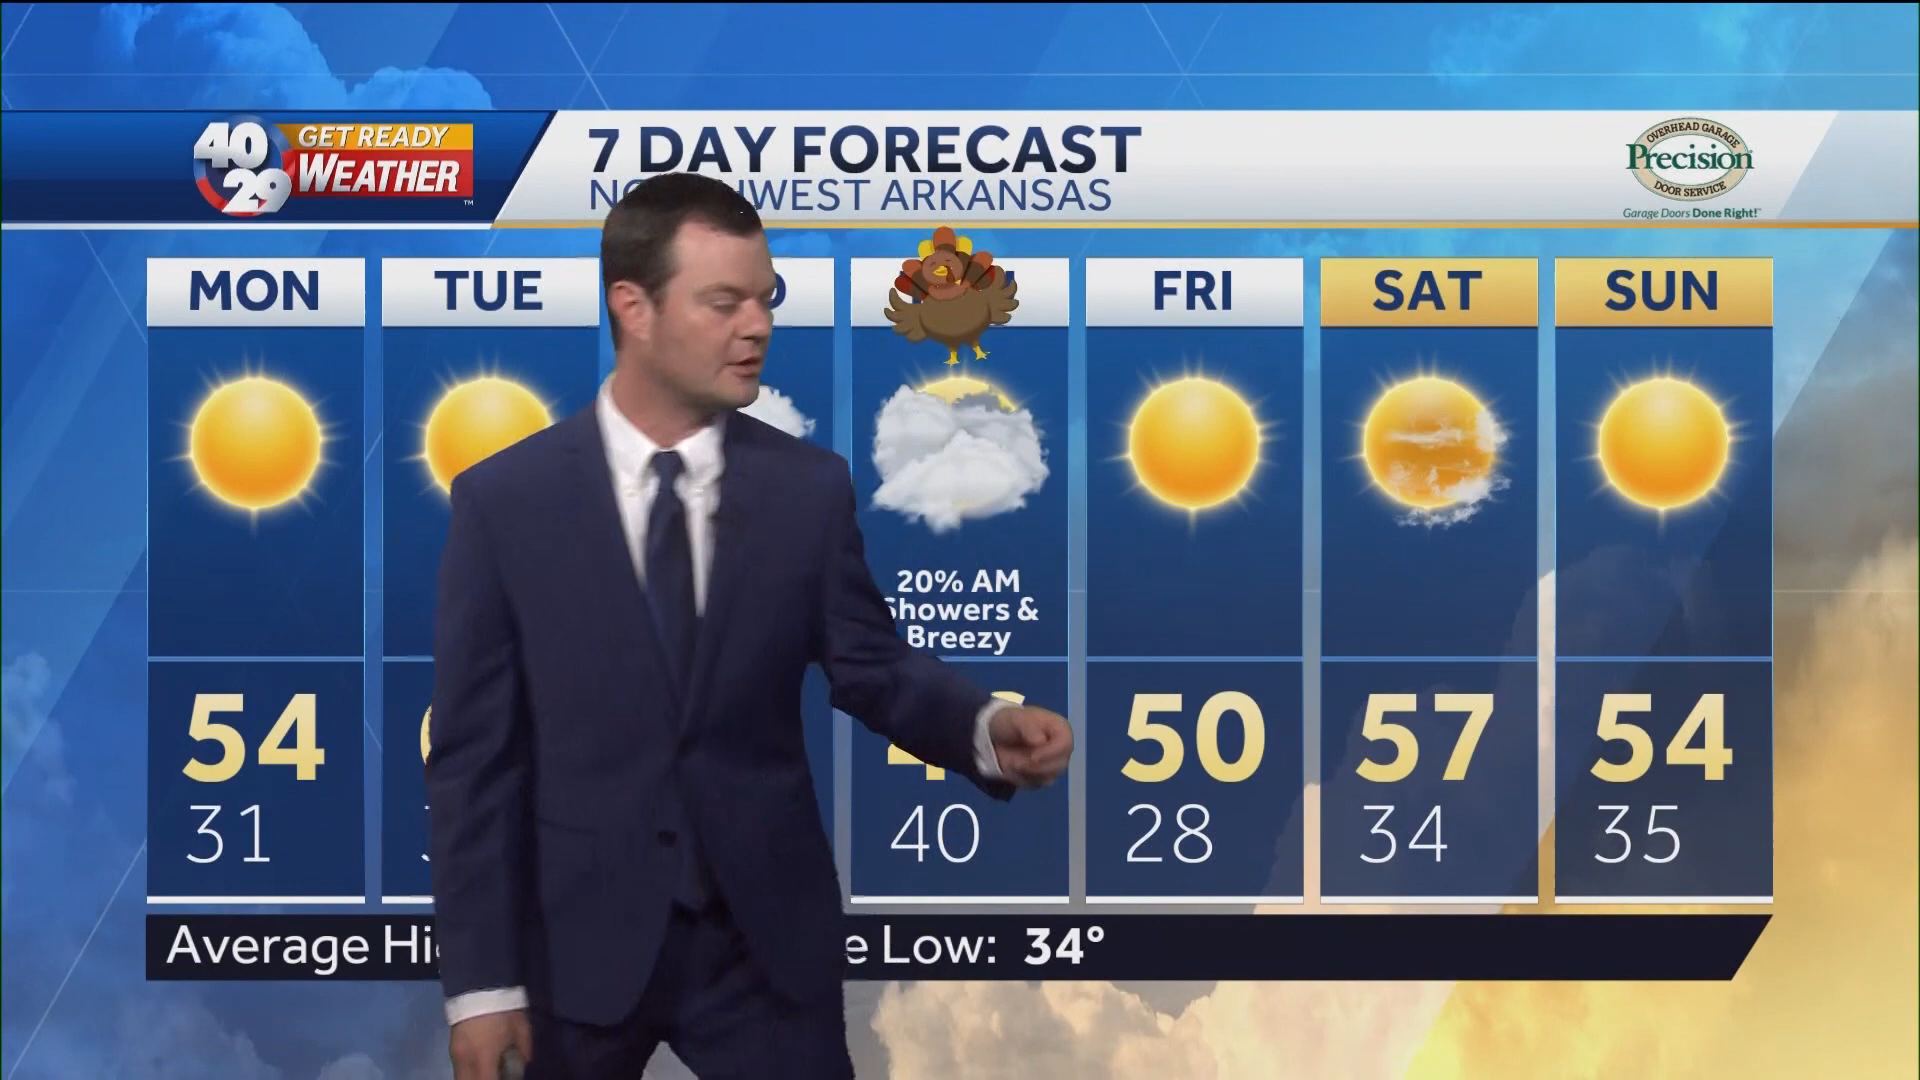 40
29
GET READY
WEATHER
™
7 DAY FORECAST
ARKANSAS
OVERHEAD GARAGE
Precision
DOOR SERVICE
Garage Doors Done Right!™
MON TUE FRI SAT SUN
20% AM
Showers &
Breezy
54 50 57 54
31 40 28 34 35
Average Low: 34°